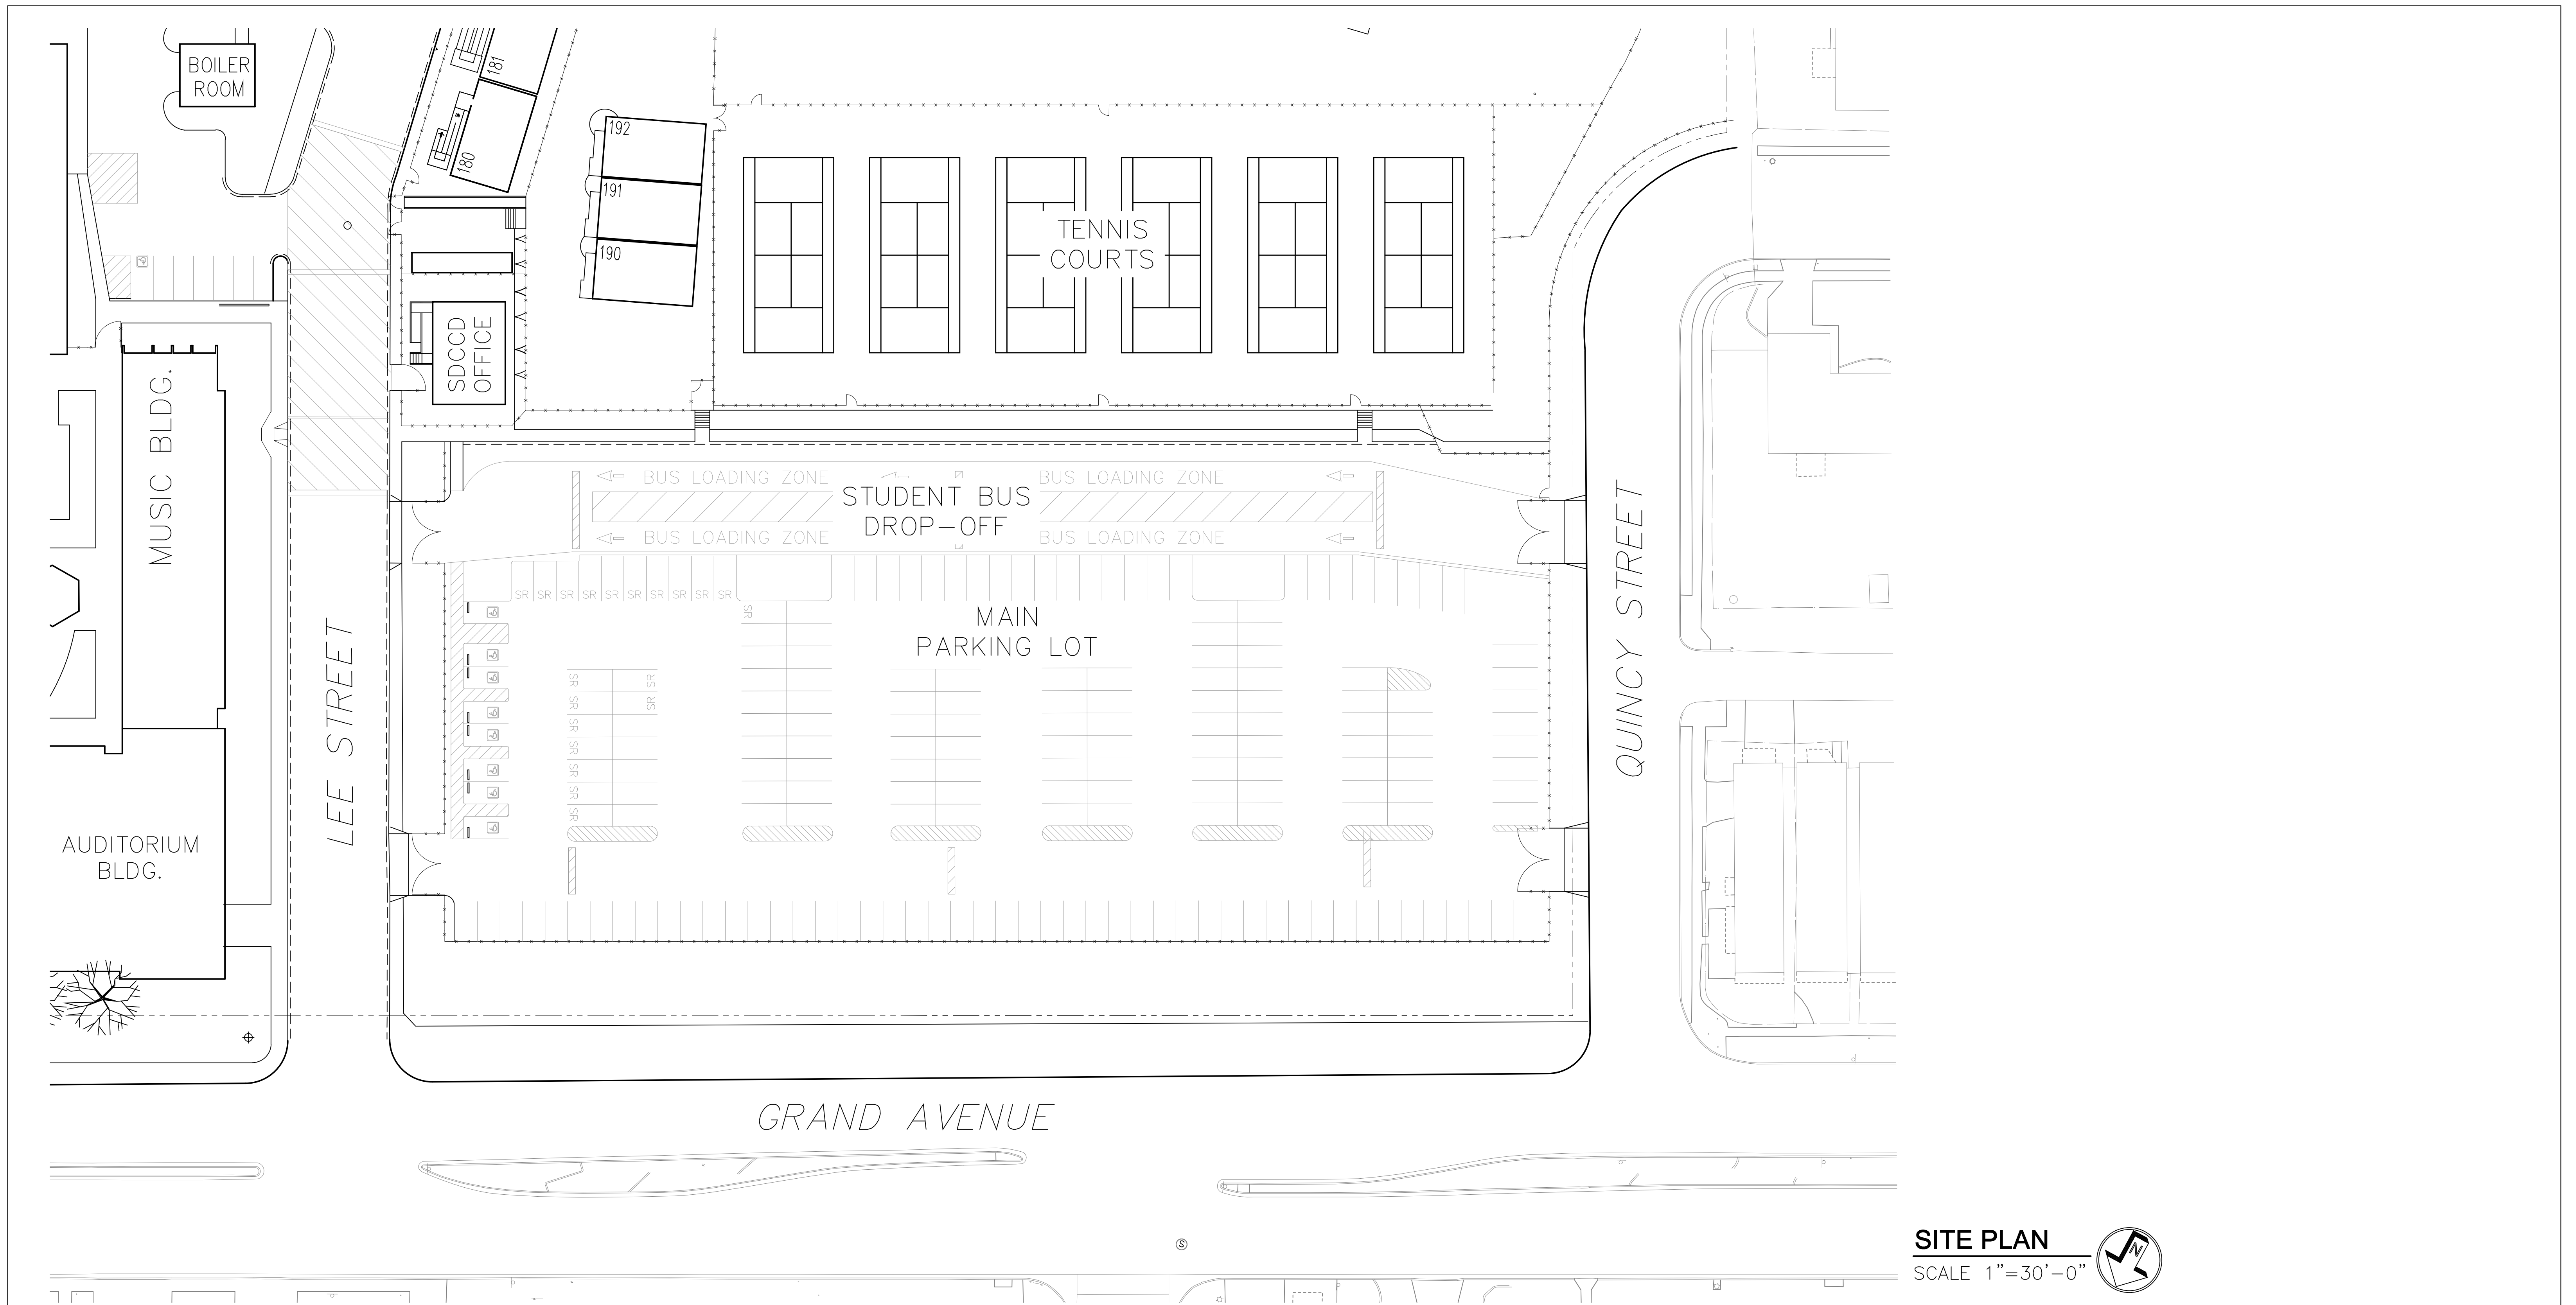 BOILER
ROOM
181
180
192
191
190
TENNIS
COURTS
SDCCD
OFFICE
MUSIC BLDG.
BUS LOADING ZONE
BUS LOADING ZONE
STUDENT BUS
DROP-OFF
BUS LOADING ZONE
BUS LOADING ZONE
SR SR SR SR SR SR SR SR SR SR
SR
MAIN
PARKING LOT
SR
SR
SR
SR
SR
SR
SR
SR
SR
LEE STREET
QUINCY STREET
AUDITORIUM
BLDG.
GRAND AVENUE
S
SITE PLAN
SCALE 1"=30'-0"
N